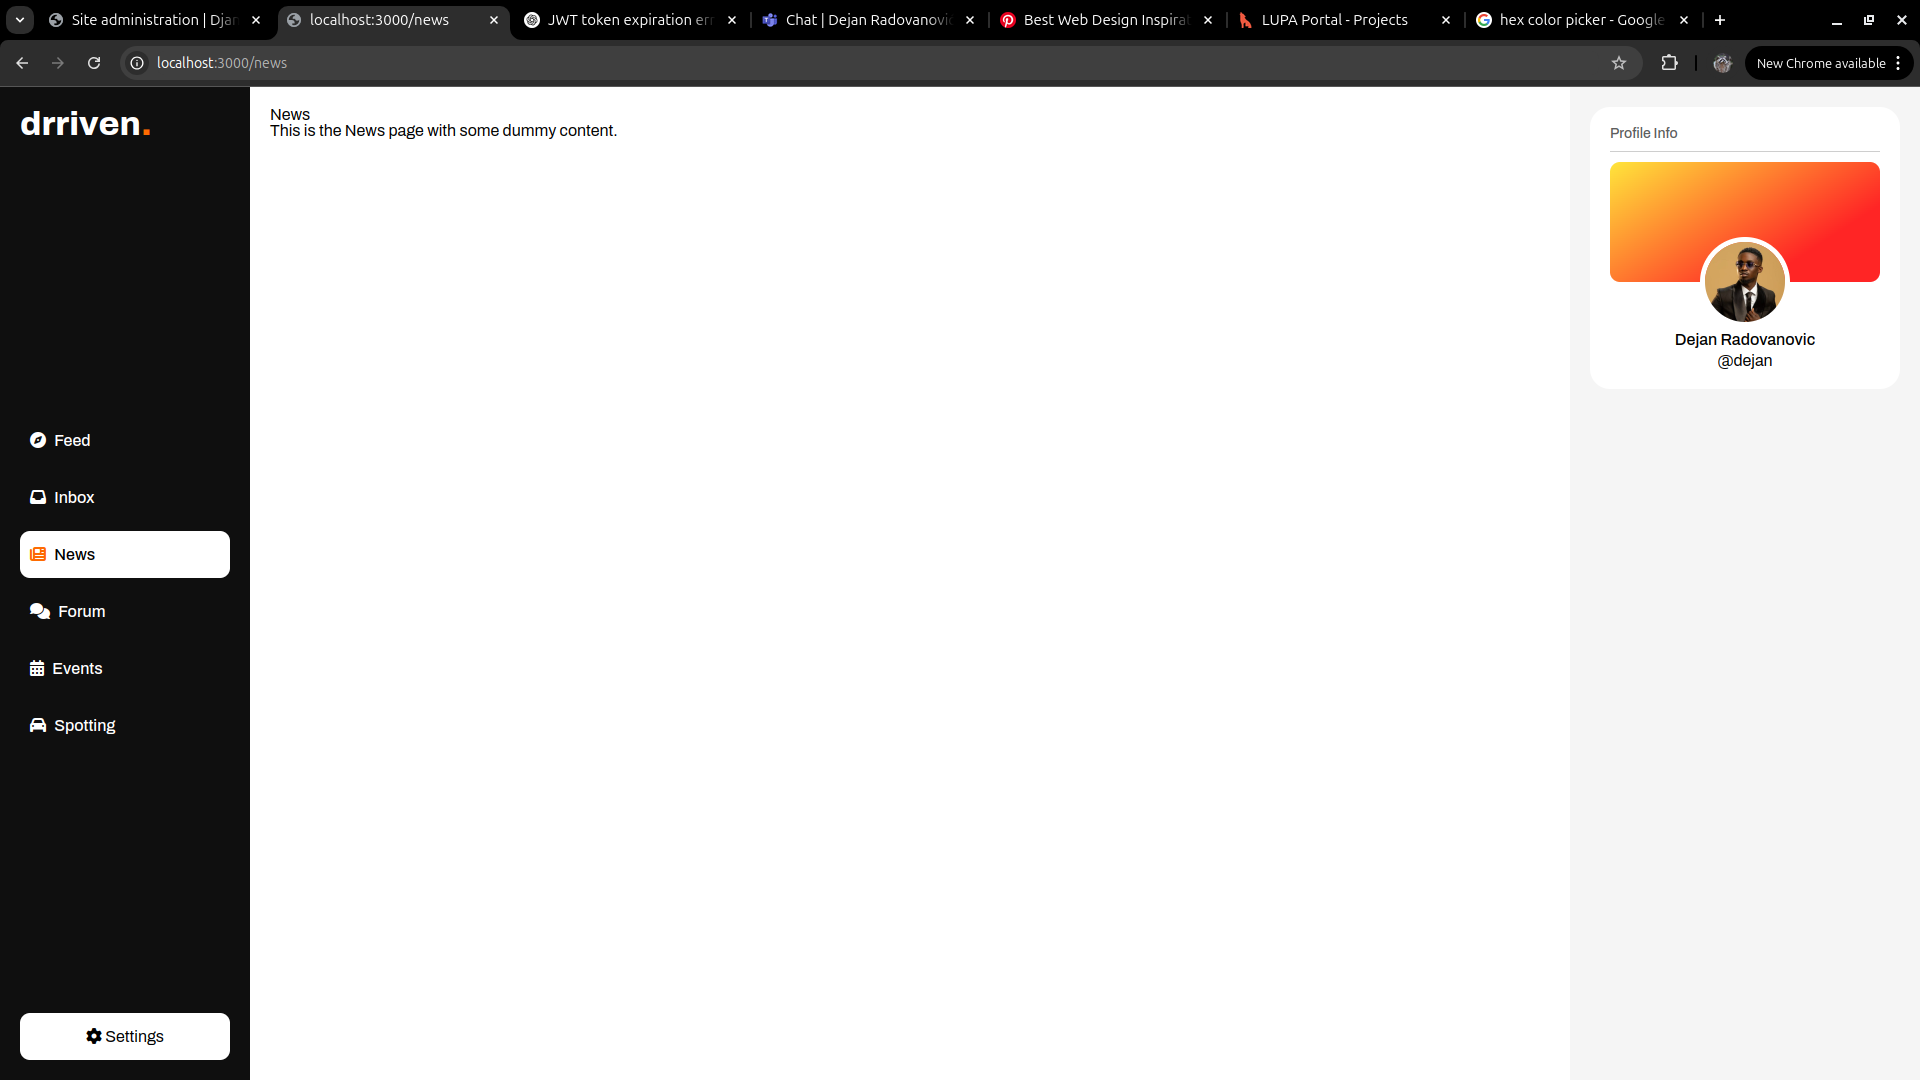 Site administration | Djan
localhost:3000/news
JWT token expiration err
Chat | Dejan Radovanovic
Best Web Design Inspirat
LUPA Portal - Projects
hex color picker - Google
localhost:3000/news
New Chrome available
drriven.
News
This is the News page with some dummy content.
Feed
Inbox
News
Forum
Events
Spotting
Settings
Profile Info
Dejan Radovanovic
@dejan